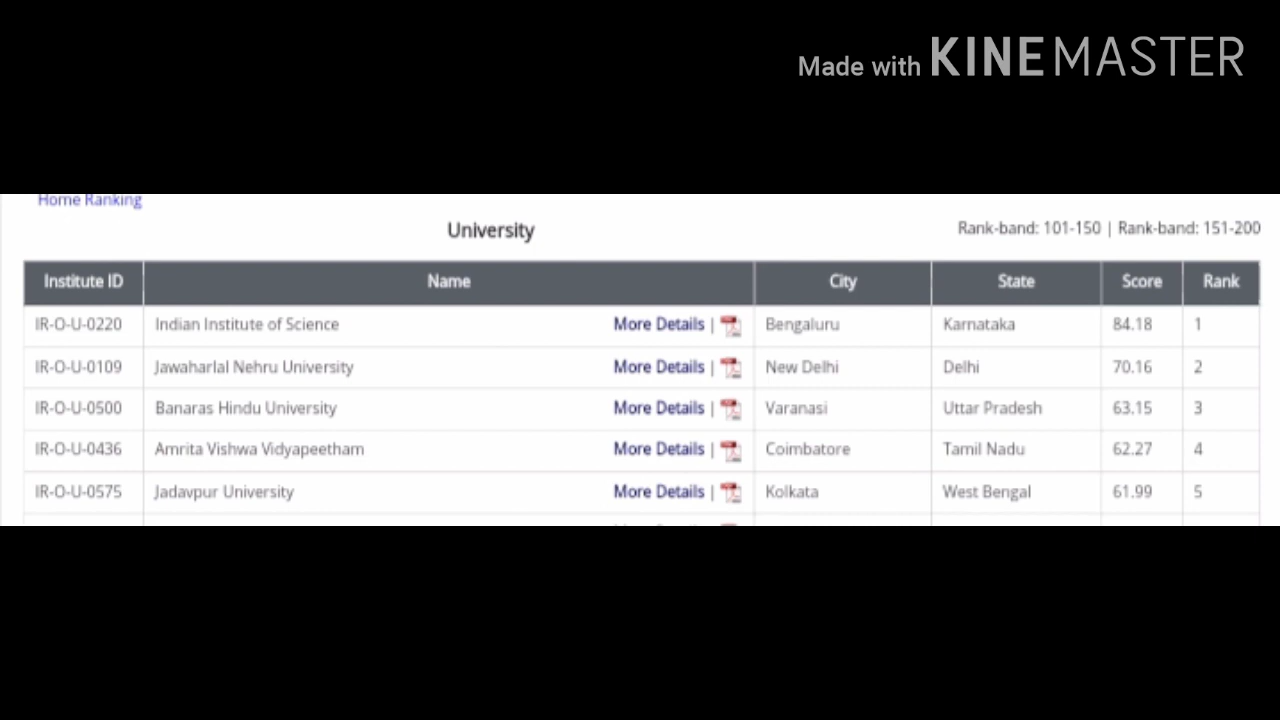 Made with KINEMASTER
Home Ranking
University
Rank-band: 101-150 | Rank-band: 151-200
Institute ID Name City State Score Rank
IR-O-U-0220 Indian Institute of Science More Details | Bengaluru Karnataka 84.18 1
IR-O-U-0109 Jawaharlal Nehru University More Details | New Delhi Delhi 70.16 2
IR-O-U-0500 Banaras Hindu University More Details | Varanasi Uttar Pradesh 63.15 3
IR-O-U-0436 Amrita Vishwa Vidyapeetham More Details | Coimbatore Tamil Nadu 62.27 4
IR-O-U-0575 Jadavpur University More Details | Kolkata West Bengal 61.99 5